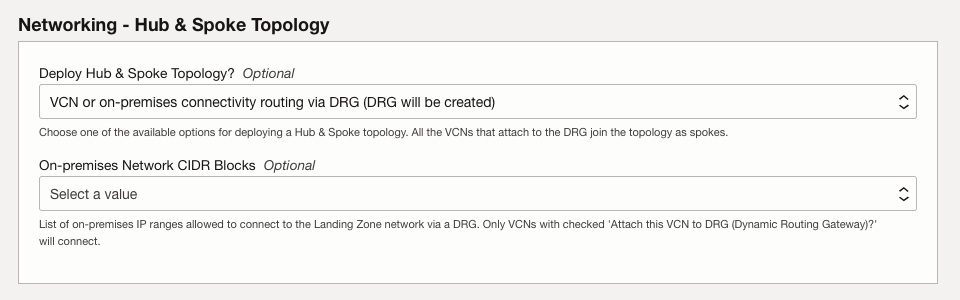 Networking - Hub & Spoke Topology
Deploy Hub & Spoke Topology? Optional
VCN or on-premises connectivity routing via DRG (DRG will be created)
Choose one of the available options for deploying a Hub & Spoke topology. All the VCNs that attach to the DRG join the topology as spokes.
On-premises Network CIDR Blocks Optional
Select a value
List of on-premises IP ranges allowed to connect to the Landing Zone network via a DRG. Only VCNs with checked 'Attach this VCN to DRG (Dynamic Routing Gateway)?'
will connect.